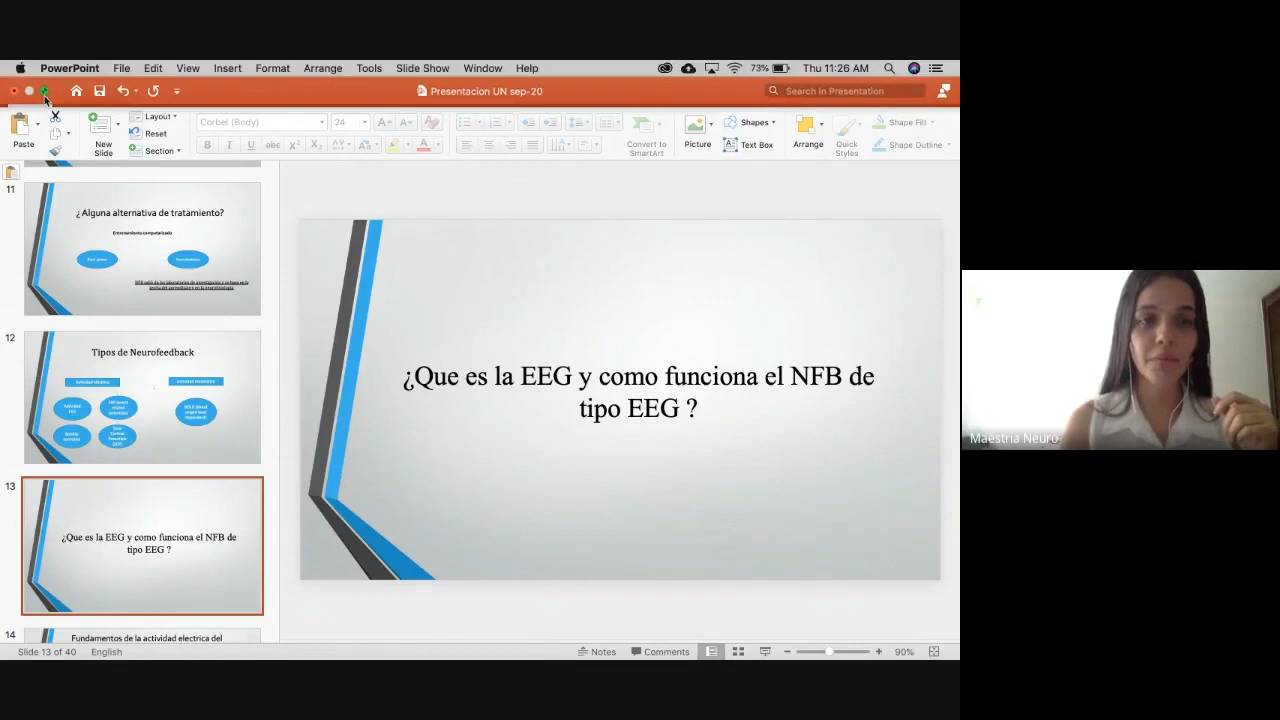 PowerPoint File Edit View Insert Format Arrange Tools Slide Show Window Help 73% Thu 11:26 AM
Presentacion UN sep-20
Search in Presentation
Paste
New Slide
Layout
Reset
Section
Corbel (Body)
24
Convert to SmartArt
Picture
Shapes
Text Box
Arrange
Quick Styles
Shape Fill
Shape Outline
11
¿Alguna alternativa de tratamiento?
Entrenamiento computarizado
12
Tipos de Neurofeedback
13
¿Que es la EEG y como funciona el NFB de
tipo EEG ?
14
Fundamentos de la actividad electrica del
¿Que es la EEG y como funciona el NFB de
tipo EEG ?
Maestria Neuro
Slide 13 of 40 English Notes Comments 90%